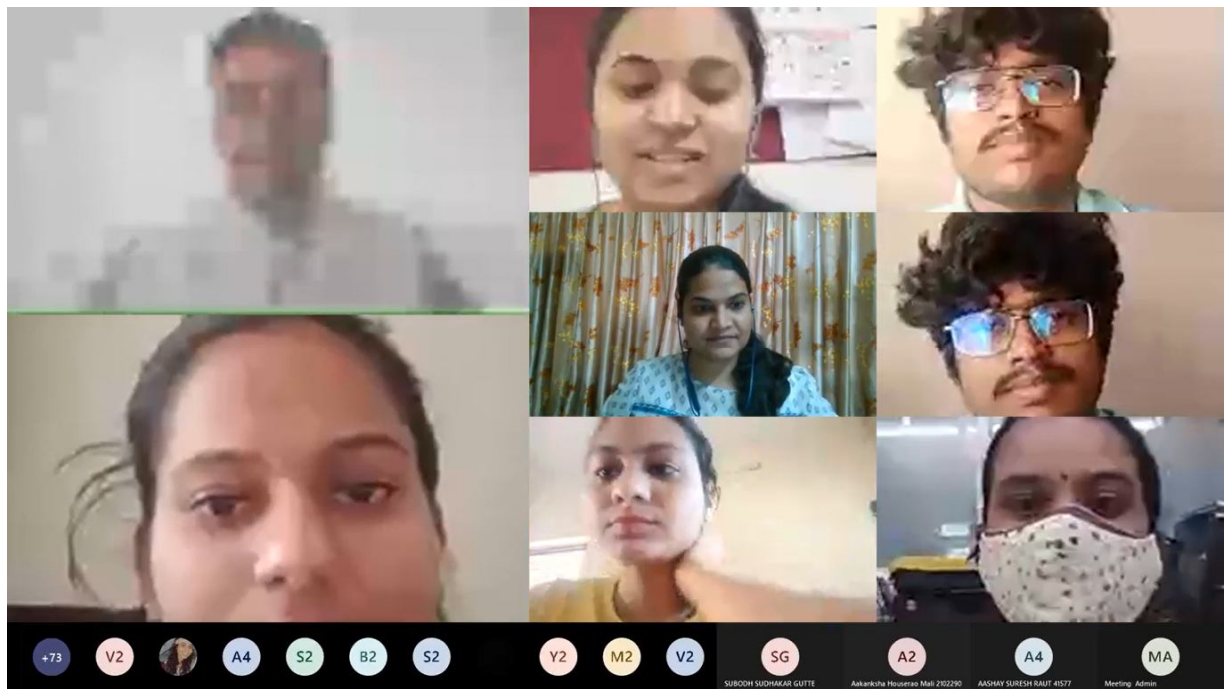 +73
V2
A4
S2
B2
S2
Y2
M2
V2
SG
A2
A4
MA
SUBODH SUDHAKAR GUTTE
Aakanksha Houserao Mali 2102290
AASHAY SURESH RAUT 41577
Meeting Admin